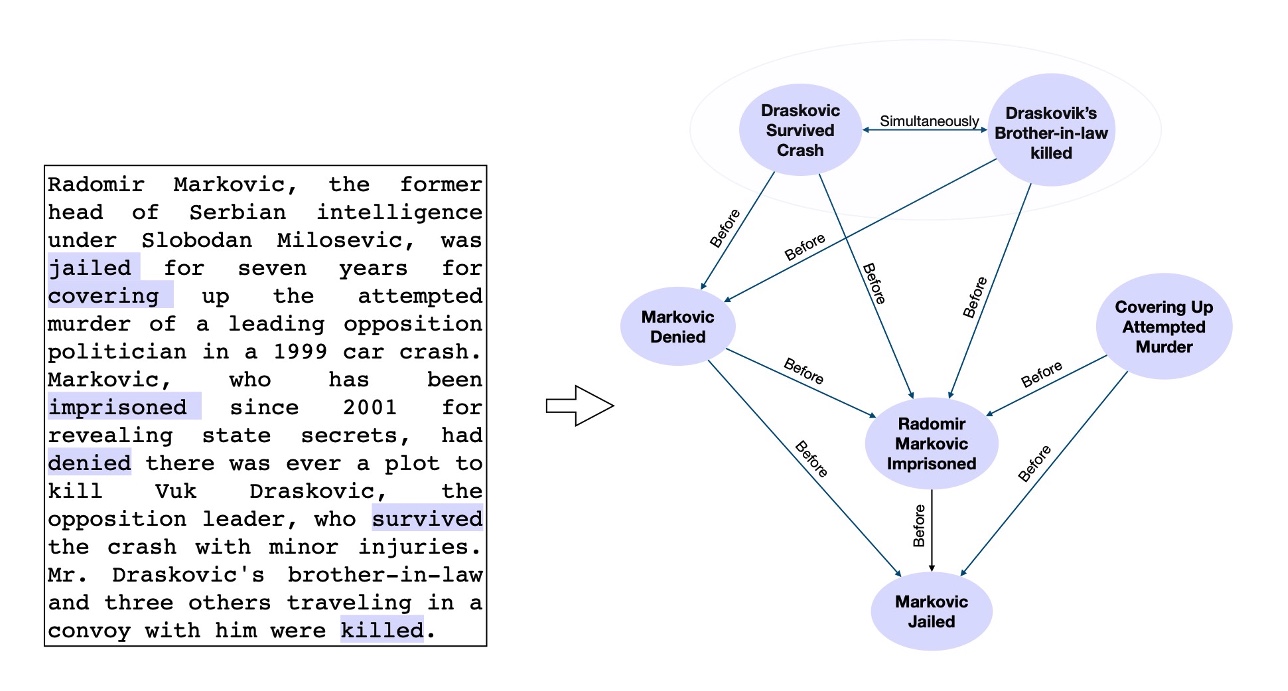 Radomir Markovic, the former
head of Serbian intelligence
under Slobodan Milosevic, was
jailed for seven years for
covering up the attempted
murder of a leading opposition
politician in a 1999 car crash.
Markovic, who has been
imprisoned since 2001 for
revealing state secrets, had
denied there was ever a plot to
kill Vuk Draskovic, the
opposition leader, who survived
the crash with minor injuries.
Mr. Draskovic's brother-in-law
and three others traveling in a
convoy with him were killed.
Draskovic
Survived
Crash
Simultaneously
Draskovik's
Brother-in-law
killed
Before
Before
Before
Before
Markovic
Denied
Covering Up
Attempted
Murder
Before
Before
Radomir
Markovic
Imprisoned
Before
Before
Before
Markovic
Jailed